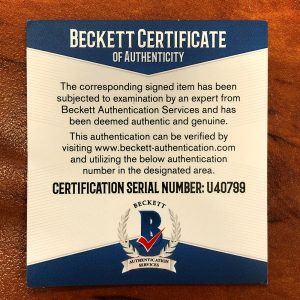 BECKETT CERTIFICATE
OF AUTHENTICITY
The corresponding signed item has been
subjected to examination by an expert from
Beckett Authentication Services and has
been deemed authentic and genuine.
This authentication can be verified by
visiting www.beckett-authentication.com
and utilizing the below authentication
number in the designated area.
CERTIFICATION SERIAL NUMBER: U40799
BECKETT
B
AUTHENTICATION
SERVICES